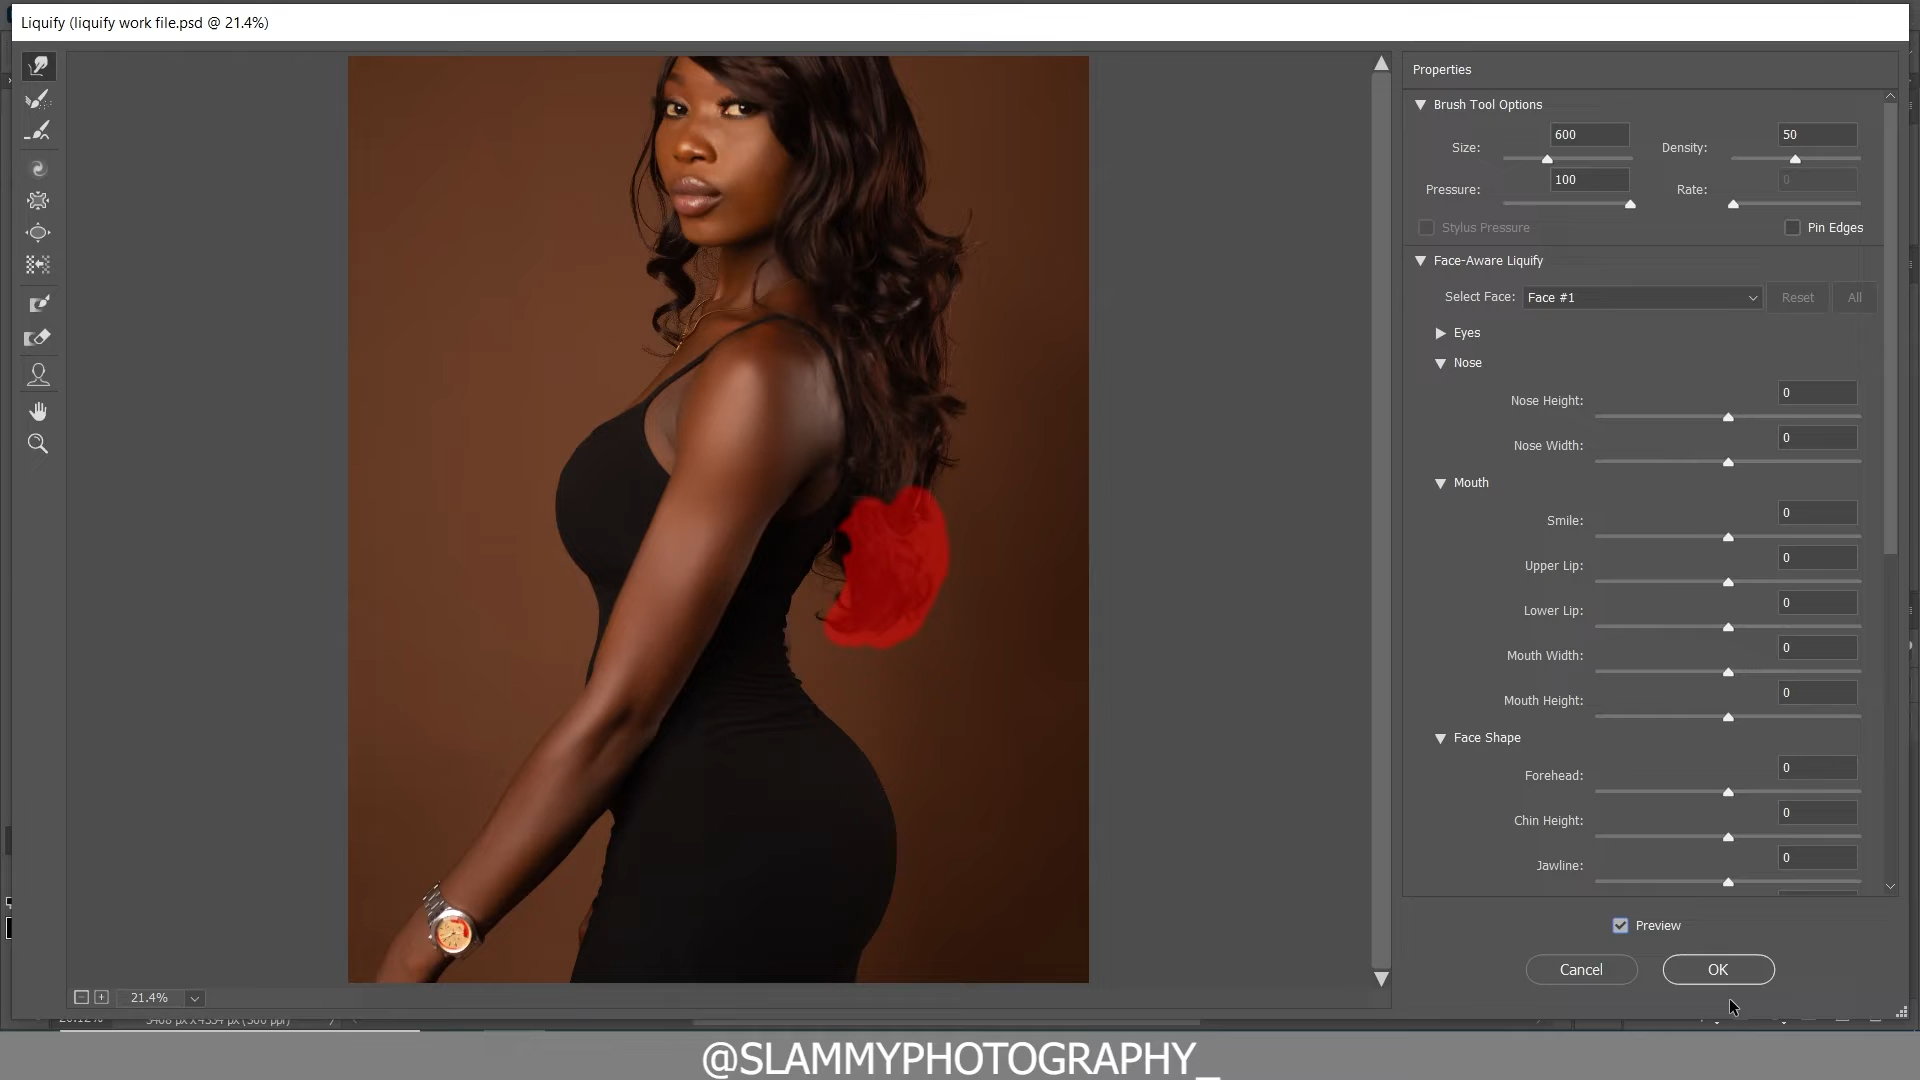 Liquify (liquify work file.psd @ 21.4%)
Properties
Brush Tool Options
Size: 600 Density: 50
Pressure: 100 Rate: 0
Stylus Pressure Pin Edges
Face-Aware Liquify
Select Face: Face #1 Reset All
Eyes
Nose
Nose Height: 0
Nose Width: 0
Mouth
Smile: 0
Upper Lip: 0
Lower Lip: 0
Mouth Width: 0
Mouth Height: 0
Face Shape
Forehead: 0
Chin Height: 0
Jawline: 0
Preview
Cancel OK
21.4%
@SLAMMYPHOTOGRAPHY_